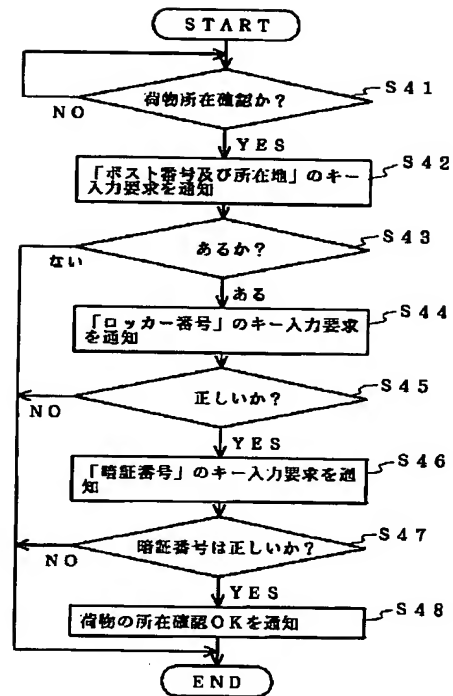 START
荷物所在確認か?
S41
NO
YES
「ポスト番号及び所在地」のキー
入力要求を通知
S42
あるか?
S43
ない
ある
「ロッカー番号」のキー入力要求
を通知
S44
正しいか?
S45
NO
YES
「暗証番号」のキー入力要求を通
知
S46
暗証番号は正しいか?
S47
NO
YES
荷物の所在確認OKを通知
S48
END